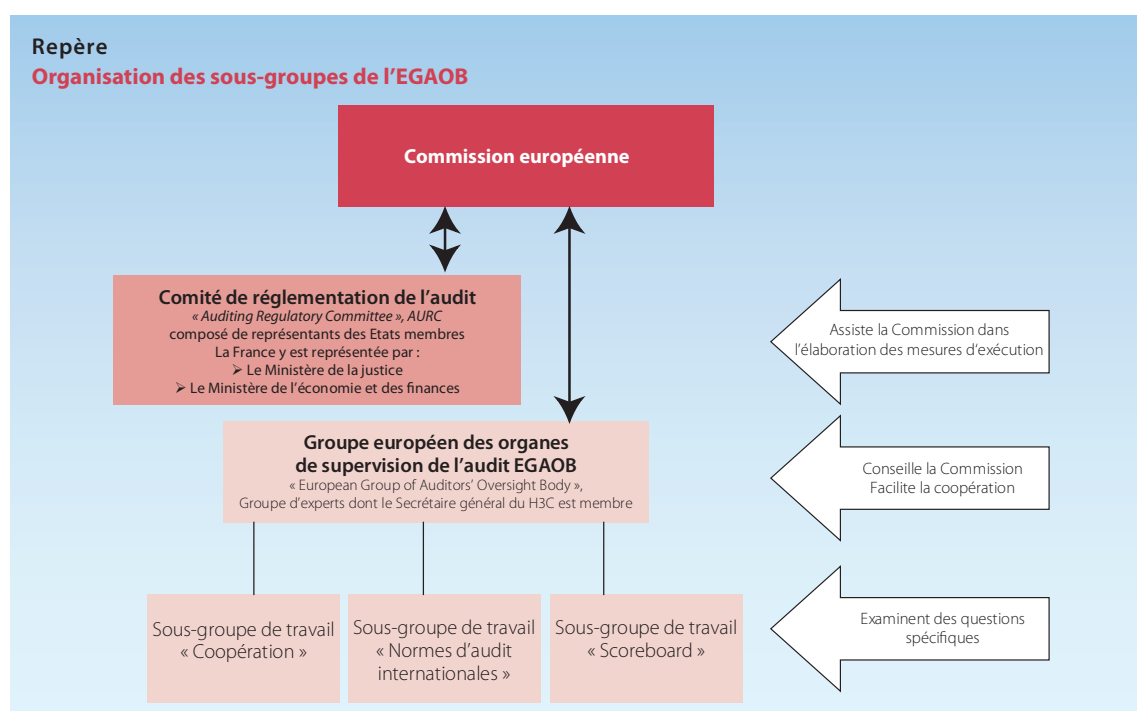 Repère
Organisation des sous-groupes de l'EGAOB
Commission européenne
Comité de réglementation de l'audit
« Auditing Regulatory Committee », AURC
composé de représentants des Etats membres
La France y est représentée par :
➢ Le Ministère de la justice
➢ Le Ministère de l'économie et des finances
Assiste la Commission dans
l'élaboration des mesures d'exécution
Groupe européen des organes
de supervision de l'audit EGAOB
« European Group of Auditors' Oversight Body »,
Groupe d'experts dont le Secrétaire général du H3C est membre
Conseille la Commission
Facilite la coopération
Sous-groupe de travail
« Coopération »
Sous-groupe de travail
« Normes d'audit
internationales »
Sous-groupe de travail
« Scoreboard »
Examinent des questions
spécifiques